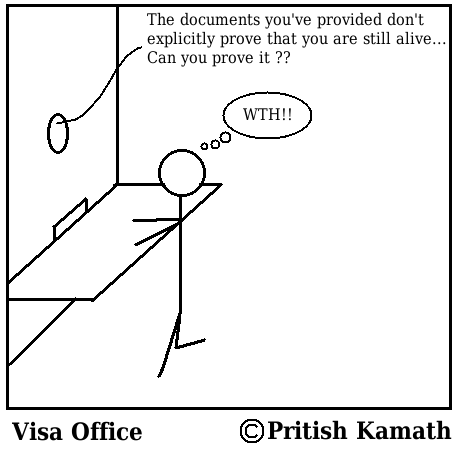 The documents you've provided don't
explicitly prove that you are still alive...
Can you prove it ??
WTH!!
Visa Office
©Pritish Kamath